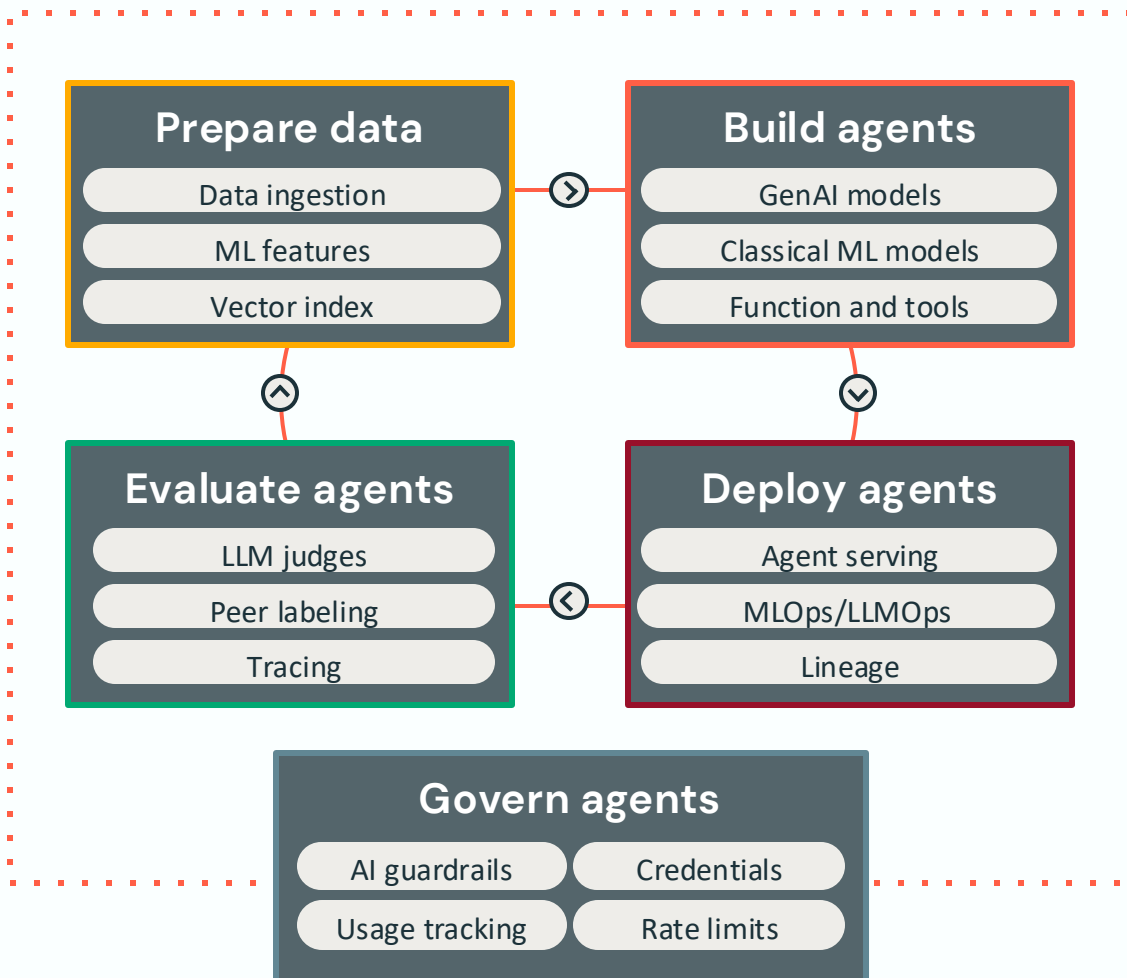 Prepare data
Data ingestion
ML features
Vector index
Build agents
GenAI models
Classical ML models
Function and tools
Evaluate agents
LLM judges
Peer labeling
Tracing
Deploy agents
Agent serving
MLOps/LLMOps
Lineage
Govern agents
AI guardrails
Credentials
Usage tracking
Rate limits